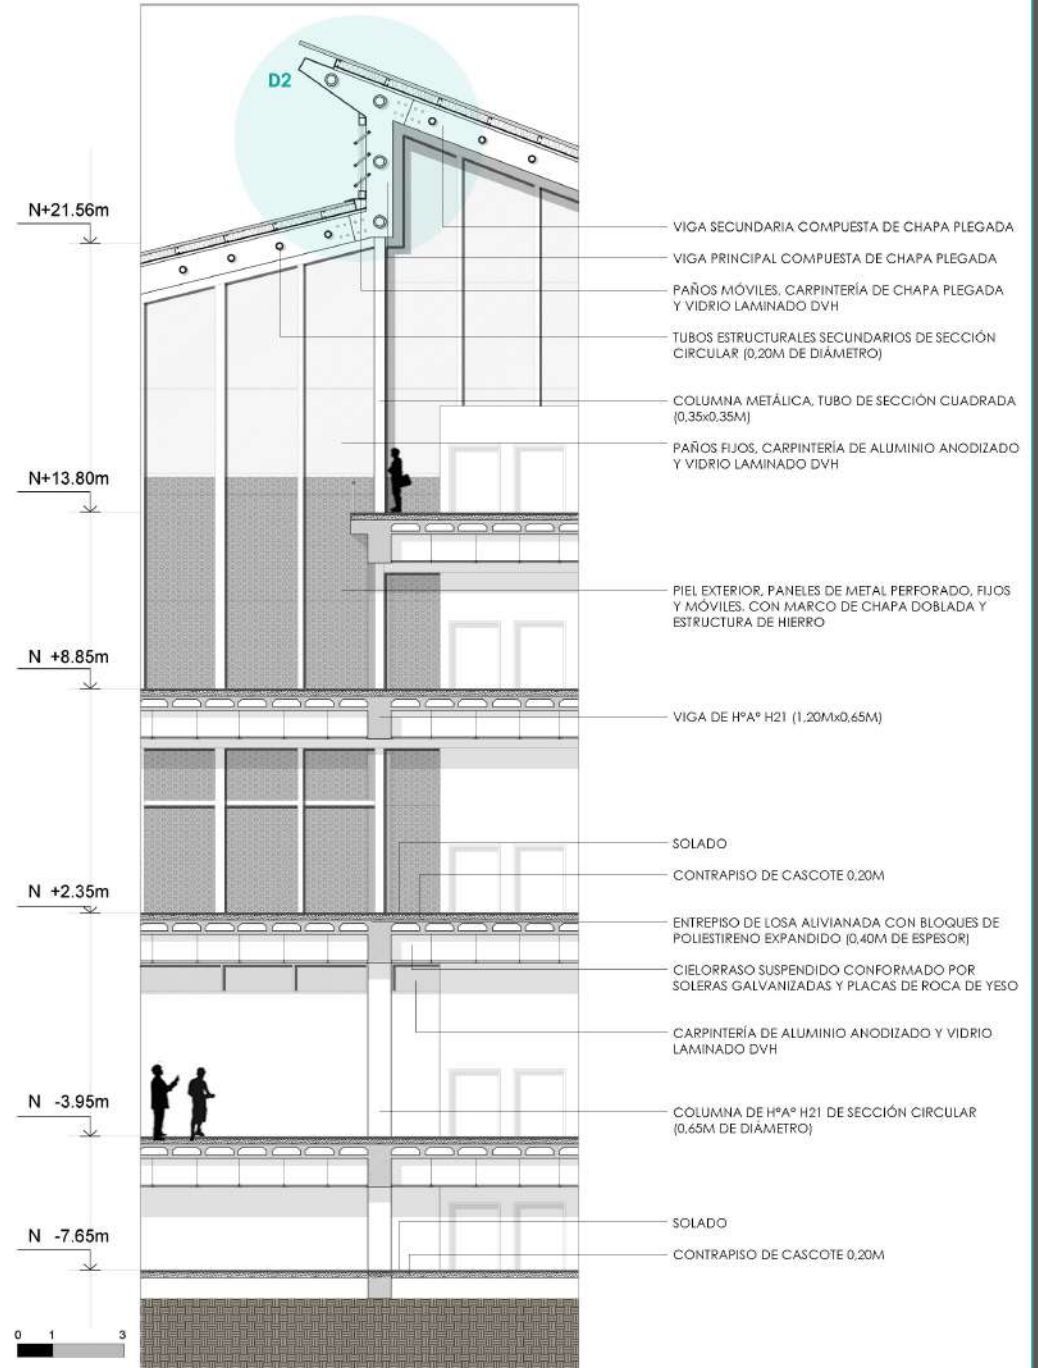 D2
N+21.56m
VIGA SECUNDARIA COMPUESTA DE CHAPA PLEGADA
VIGA PRINCIPAL COMPUESTA DE CHAPA PLEGADA
PAÑOS MÓVILES, CARPINTERÍA DE CHAPA PLEGADA
Y VIDRIO LAMINADO DVH
TUBOS ESTRUCTURALES SECUNDARIOS DE SECCIÓN
CIRCULAR (0,20M DE DIÁMETRO)
COLUMNA METÁLICA, TUBO DE SECCIÓN CUADRADA
(0,35x0,35M)
PAÑOS FIJOS, CARPINTERÍA DE ALUMINIO ANODIZADO
Y VIDRIO LAMINADO DVH
N+13.80m
PIEL EXTERIOR, PANELES DE METAL PERFORADO, FIJOS
Y MÓVILES, CON MARCO DE CHAPA DOBLADA Y
ESTRUCTURA DE HIERRO
N +8.85m
VIGA DE HºAº H21 (1,20Mx0,65M)
SOLADO
CONTRAPISO DE CASCOTE 0,20M
N +2.35m
ENTREPISO DE LOSA ALIVIANADA CON BLOQUES DE
POLIESTIRENO EXPANDIDO (0,40M DE ESPESOR)
CIELORRASO SUSPENDIDO CONFORMADO POR
SOLERAS GALVANIZADAS Y PLACAS DE ROCA DE YESO
CARPINTERÍA DE ALUMINIO ANODIZADO Y VIDRIO
LAMINADO DVH
N -3.95m
COLUMNA DE HºAº H21 DE SECCIÓN CIRCULAR
(0,65M DE DIÁMETRO)
SOLADO
N -7.65m
CONTRAPISO DE CASCOTE 0,20M
0 1 3